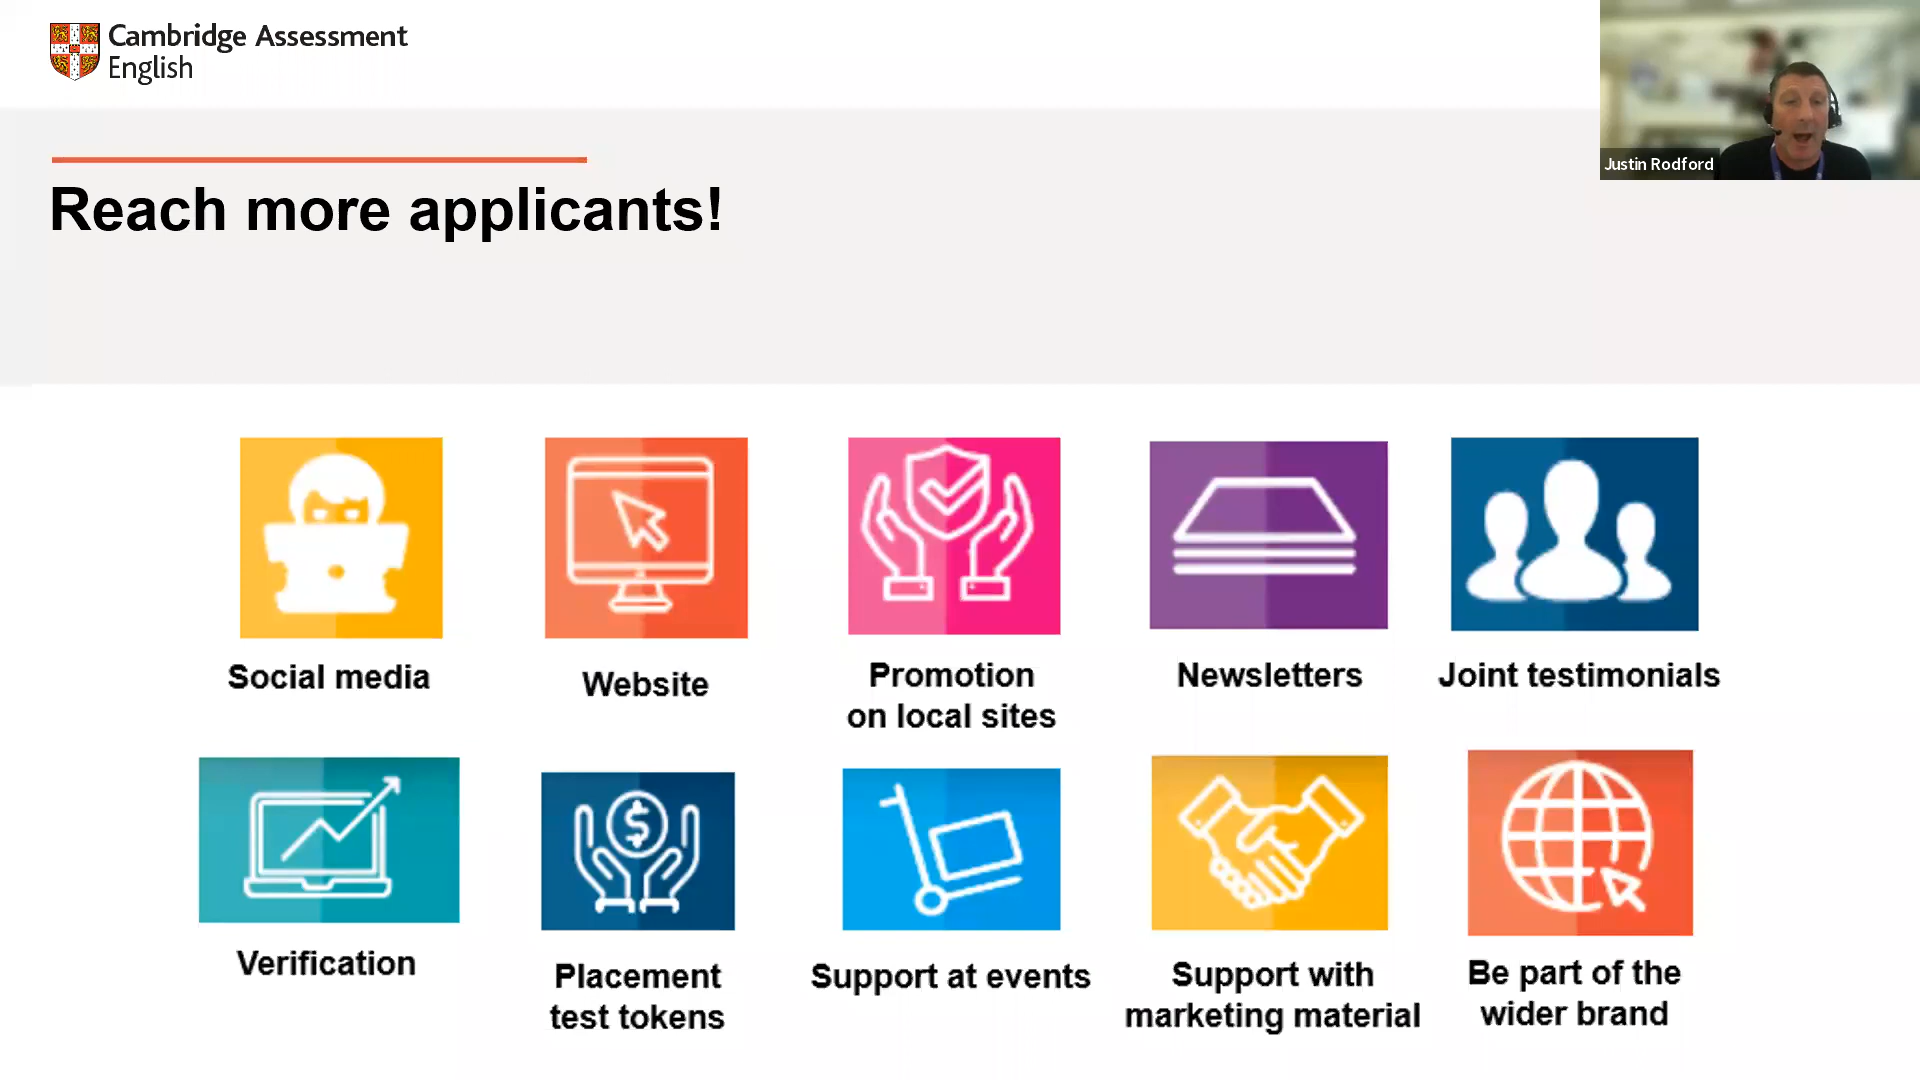 Cambridge Assessment
English
Justin Rodford
Reach more applicants!
Social media
Website
Promotion
on local sites
Newsletters
Joint testimonials
Verification
Placement
test tokens
Support at events
Support with
marketing material
Be part of the
wider brand